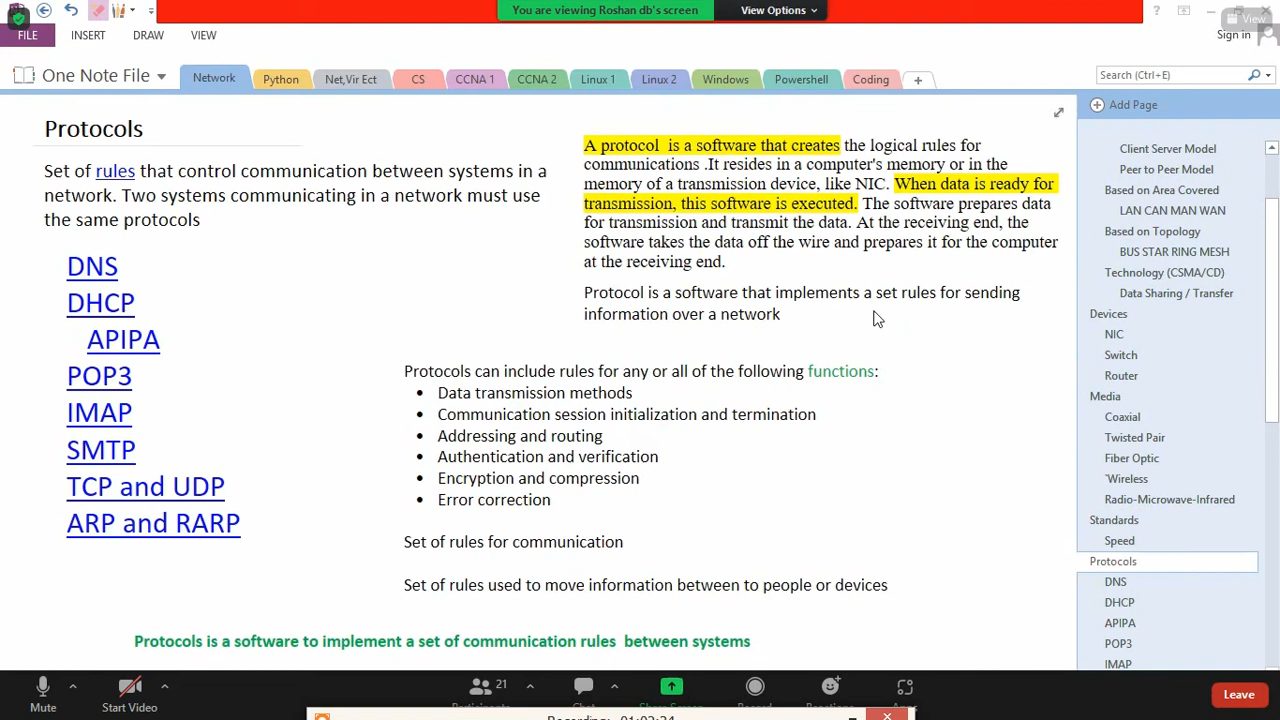 You are viewing Roshan db's screen
View Options
View
FILE
INSERT
DRAW
VIEW
Sign in
One Note File
Network
Python
Net,Vir Ect
CS
CCNA 1
CCNA 2
Linux 1
Linux 2
Windows
Powershell
Coding
Search (Ctrl+E)
Protocols
Set of rules that control communication between systems in a
network. Two systems communicating in a network must use
the same protocols
DNS
DHCP
APIPA
POP3
IMAP
SMTP
TCP and UDP
ARP and RARP
A protocol  is a software that creates the logical rules for
communications .It resides in a computer's memory or in the
memory of a transmission device, like NIC. When data is ready for
transmission, this software is executed. The software prepares data
for transmission and transmit the data. At the receiving end, the
software takes the data off the wire and prepares it for the computer
at the receiving end.
Protocol is a software that implements a set rules for sending
information over a network
Protocols can include rules for any or all of the following functions:
• Data transmission methods
• Communication session initialization and termination
• Addressing and routing
• Authentication and verification
• Encryption and compression
• Error correction
Set of rules for communication
Set of rules used to move information between to people or devices
Protocols is a software to implement a set of communication rules  between systems
Add Page
Client Server Model
Peer to Peer Model
Based on Area Covered
LAN CAN MAN WAN
Based on Topology
BUS STAR RING MESH
Technology (CSMA/CD)
Data Sharing / Transfer
Devices
NIC
Switch
Router
Media
Coaxial
Twisted Pair
Fiber Optic
`Wireless
Radio-Microwave-Infrared
Standards
Speed
Protocols
DNS
DHCP
APIPA
POP3
IMAP
Mute
Start Video
21
Participants
Chat
Share Screen
Record
Reactions
Apps
Leave